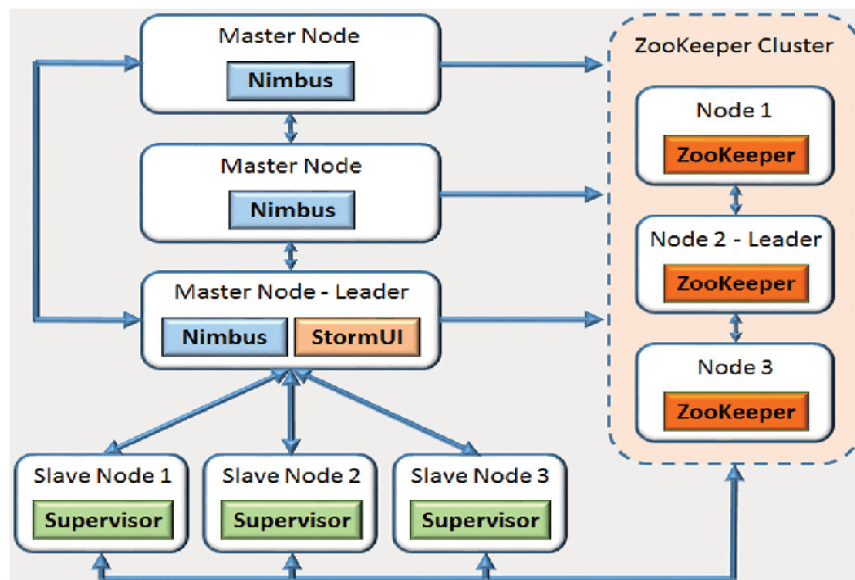 Master Node
Nimbus
Master Node
Nimbus
Master Node - Leader
Nimbus
StormUI
Slave Node 1
Supervisor
Slave Node 2
Supervisor
Slave Node 3
Supervisor
ZooKeeper Cluster
Node 1
ZooKeeper
Node 2 - Leader
ZooKeeper
Node 3
ZooKeeper